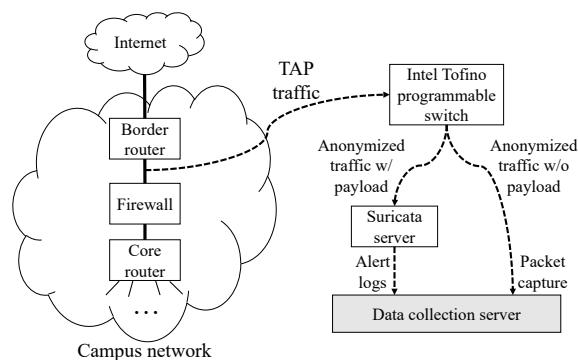 Internet
TAP
traffic
Intel Tofino
programmable
switch
Border
router
Anonymized
traffic w/
payload
Anonymized
traffic w/o
payload
Firewall
Suricata
server
Core
router
Alert
logs
Packet
capture
...
Data collection server
Campus network